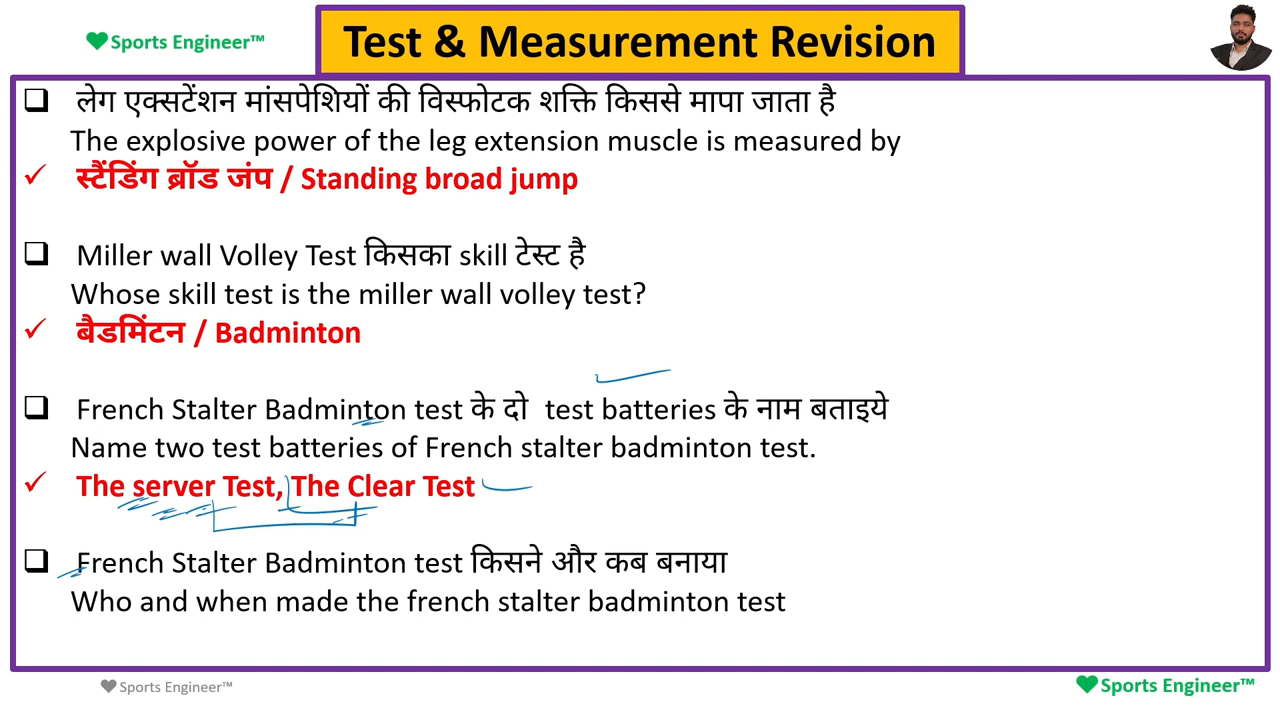 Sports Engineer™
Test & Measurement Revision
लेग एक्सटेंशन मांसपेशियों की विस्फोटक शक्ति किससे मापा जाता है
The explosive power of the leg extension muscle is measured by
स्टैंडिंग ब्रॉड जंप / Standing broad jump
Miller wall Volley Test किसका skill टेस्ट है
Whose skill test is the miller wall volley test?
बैडमिंटन / Badminton
French Stalter Badminton test के दो test batteries के नाम बताइये
Name two test batteries of French stalter badminton test.
The server Test, The Clear Test
French Stalter Badminton test किसने और कब बनाया
Who and when made the french stalter badminton test
Sports Engineer™
Sports Engineer™